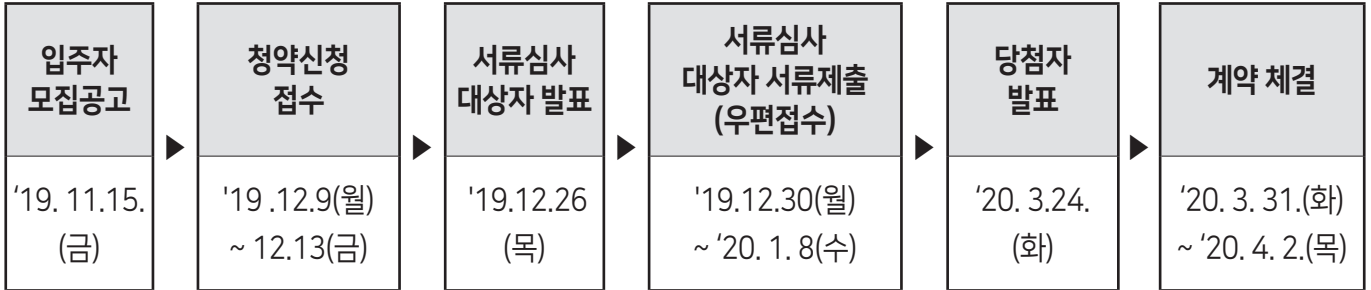 입주자
모집공고
‘19. 11.15.
(금)
▶
청약신청
접수
'19 .12.9(월)
~ 12.13(금)
▶
서류심사
대상자 발표
'19.12.26
(목)
▶
서류심사
대상자 서류제출
(우편접수)
'19.12.30(월)
~ ‘20. 1. 8(수)
▶
당첨자
발표
‘20. 3.24.
(화)
▶
계약 체결
‘20. 3. 31.(화)
~ ‘20. 4. 2.(목)